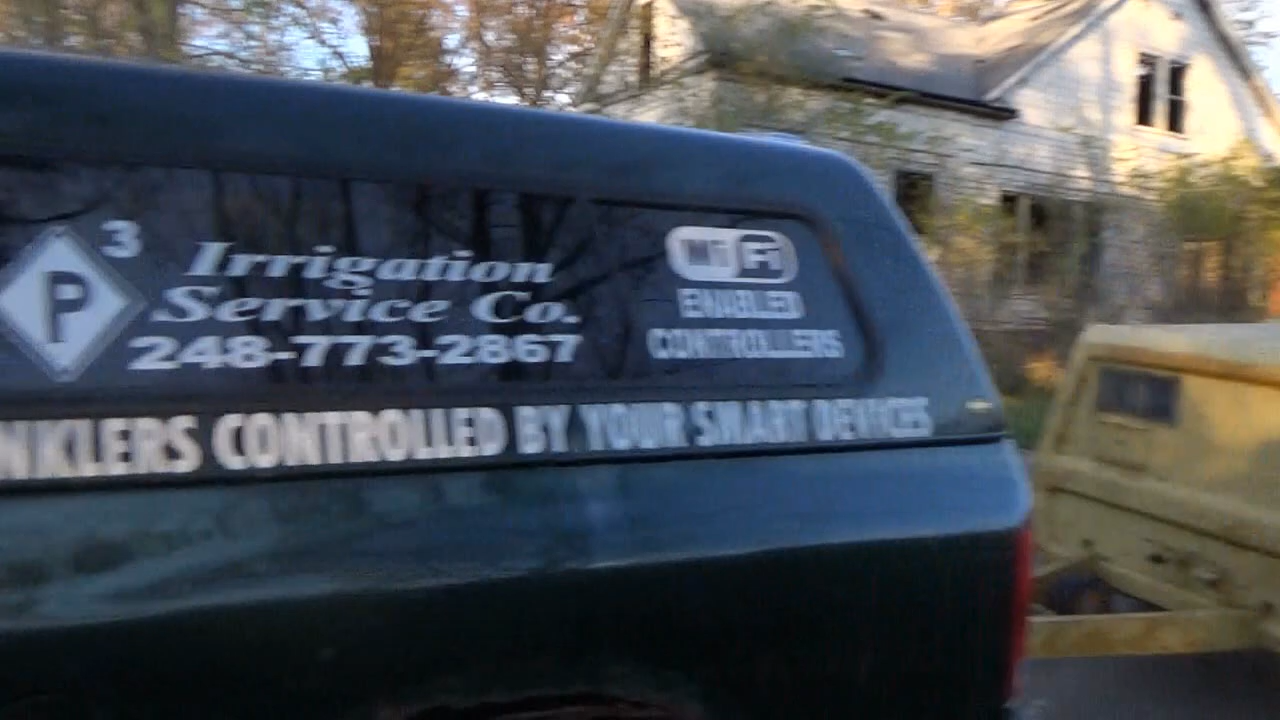 P 3
Irrigation
Service Co.
248-773-2867
WiFi
ENABLED
CONTROLLERS
NKLERS CONTROLLED BY YOUR SMART DEVICES